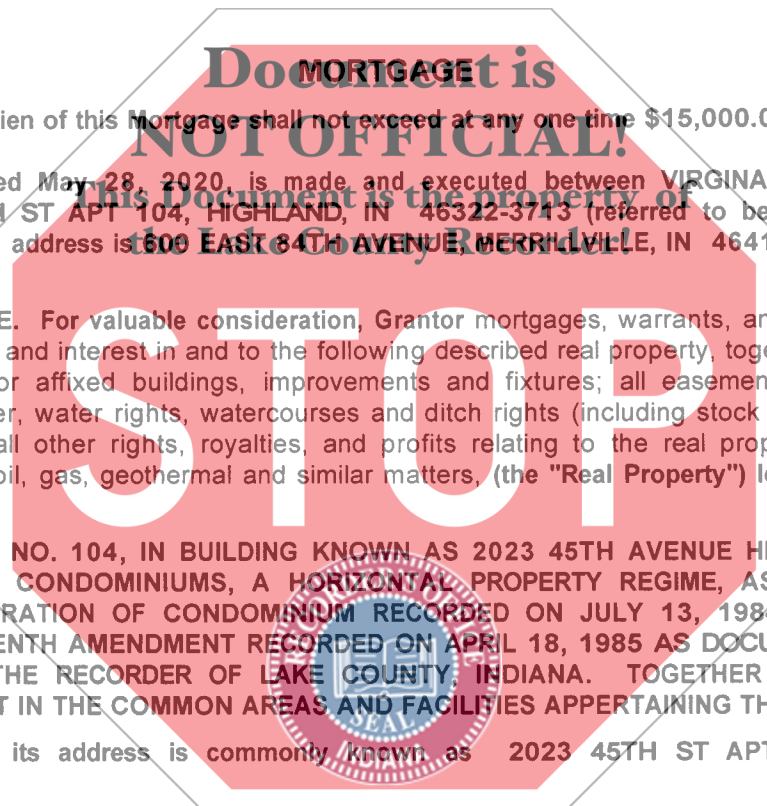 Document is
MORTGAGE
ien of this Mortgage shall not exceed at any one time $15,000.0
NOT OFFICIAL!
ed May 28, 2020, is made and executed between VIRGINA
This Document is the property of
ST APT 104, HIGHLAND, IN 46322-3713 (referred to be
the Lake County Recorder!
address is 600 EAST 84TH AVENUE, MERRILLVILLE, IN 4641
E. For valuable consideration, Grantor mortgages, warrants, an
and interest in and to the following described real property, toge
or affixed buildings, improvements and fixtures; all easemen
er, water rights, watercourses and ditch rights (including stock
all other rights, royalties, and profits relating to the real prop
oil, gas, geothermal and similar matters, (the "Real Property") l
STOP
NO. 104, IN BUILDING KNOWN AS 2023 45TH AVENUE H
CONDOMINIUMS, A HORIZONTAL PROPERTY REGIME, AS
RATION OF CONDOMINIUM RECORDED ON JULY 13, 198
ENTH AMENDMENT RECORDED ON APRIL 18, 1985 AS DOCU
THE RECORDER OF LAKE COUNTY, INDIANA. TOGETHER
T IN THE COMMON AREAS AND FACILITIES APPERTAINING TH
SEAL
INDIANA
its address is commonly known as 2023 45TH ST APT